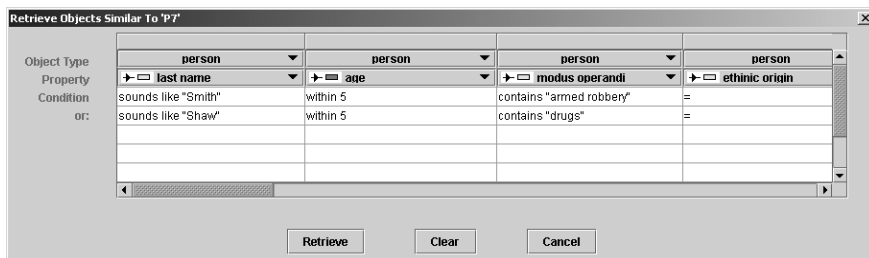 Retrieve Objects Similar To 'P7'
Object Type person person person person
Property last name age modus operandi ethinic origin
Condition sounds like "Smith" within 5 contains "armed robbery" =
or: sounds like "Shaw" within 5 contains "drugs" =
Retrieve Clear Cancel